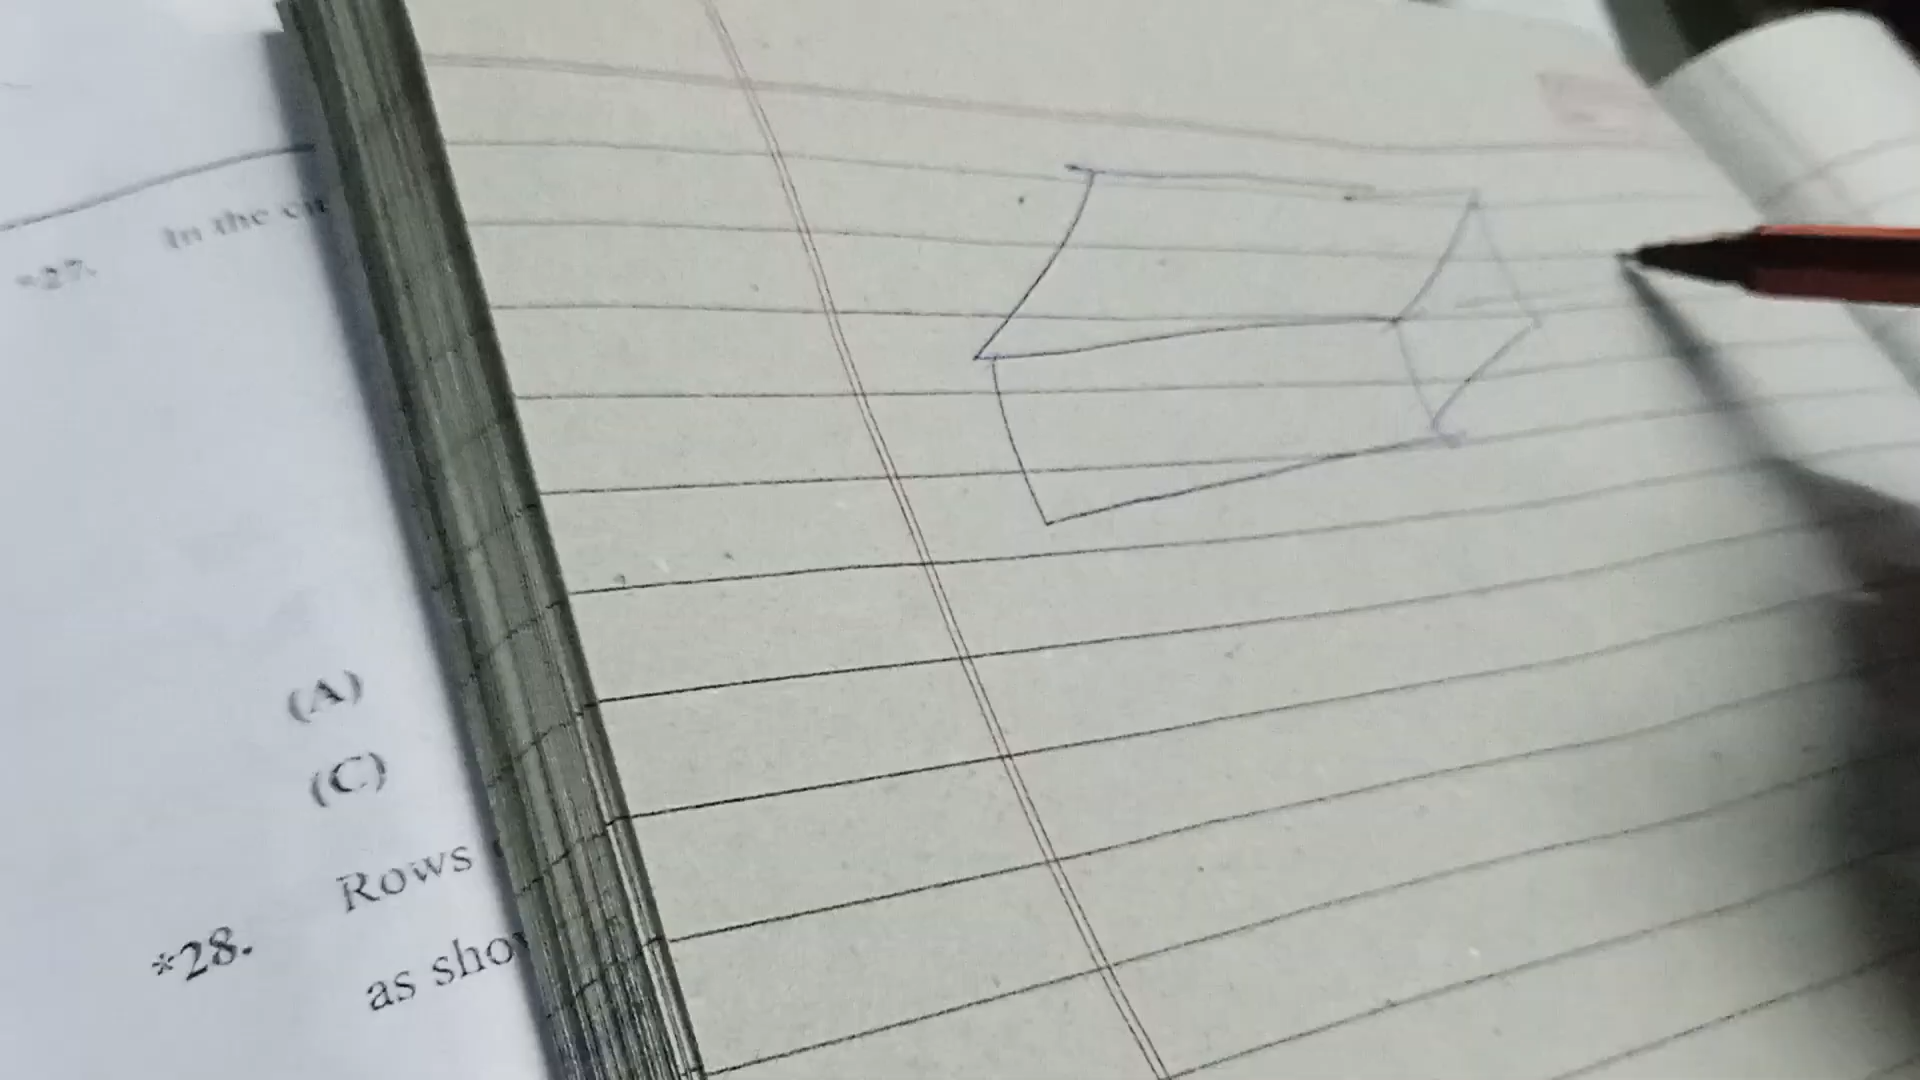 *27. In the
(A)
(C)
*28. Rows
as sho